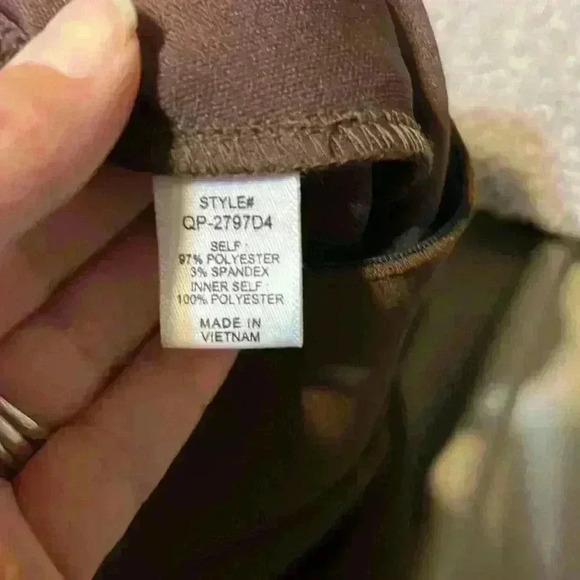 STYLE#
QP-2797D4
SELF:
97% POLYESTER
3% SPANDEX
INNER SELF:
100% POLYESTER
MADE IN
VIETNAM